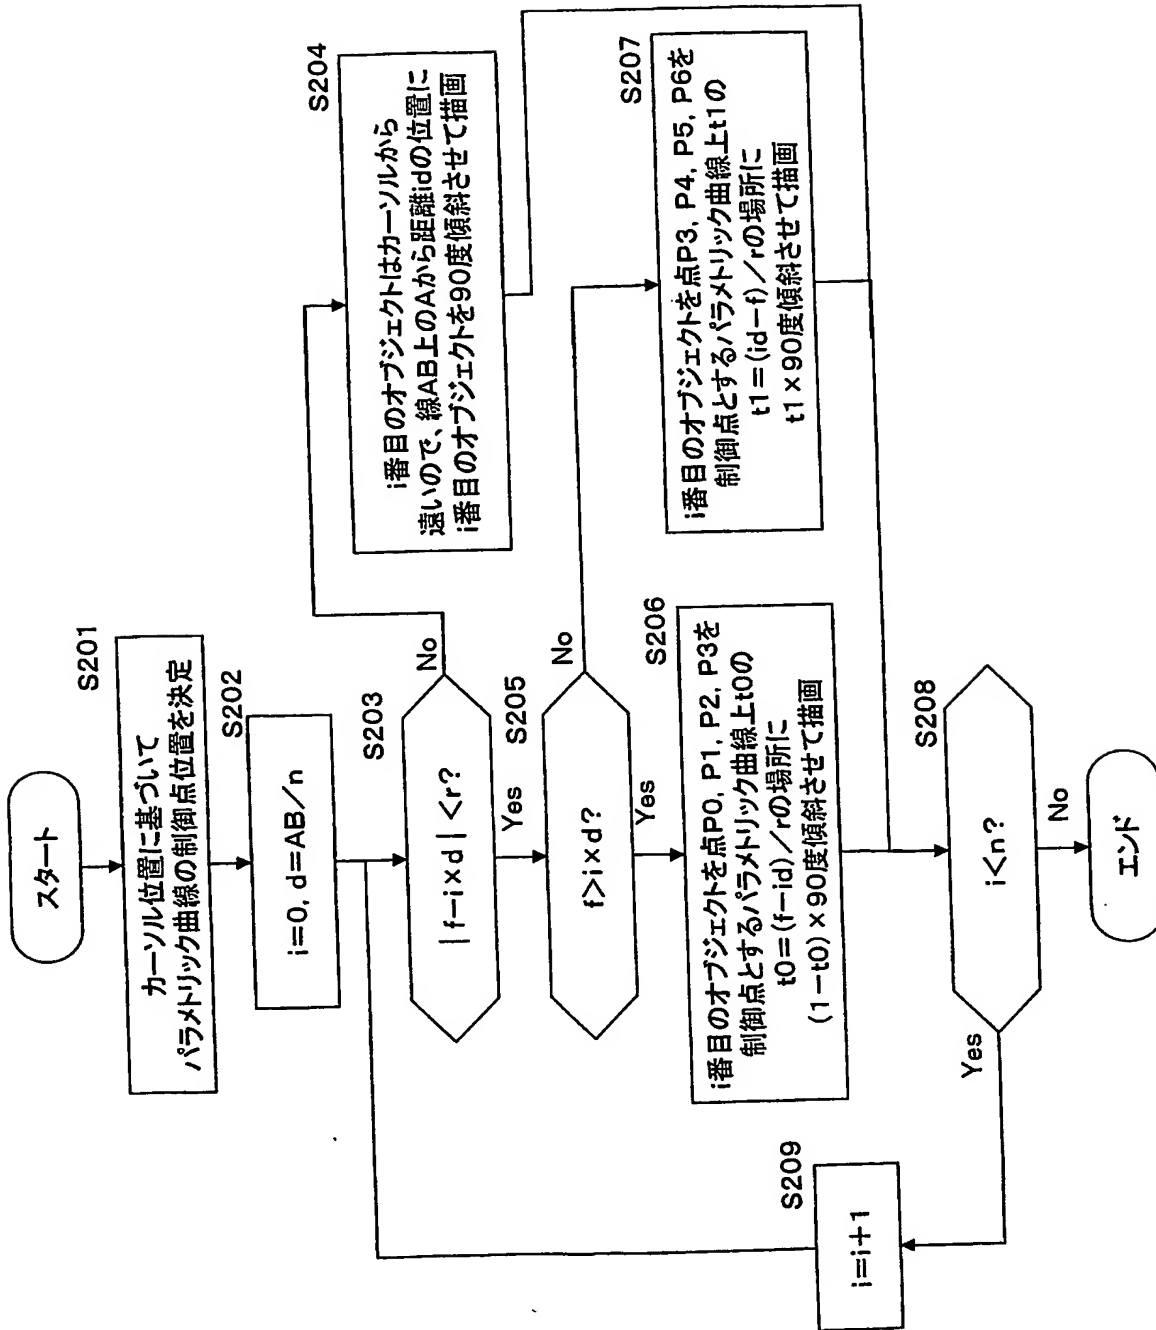 スタート
S201
カーソル位置に基づいて
パラメトリック曲線の制御点位置を決定
S202
i=0, d=AB/n
S203
|f−i×d|<r?
No
Yes
S204
i番目のオブジェクトはカーソルから
遠いので、線AB上のAから距離idの位置に
i番目のオブジェクトを90度傾斜させて描画
S205
f>i×d?
No
Yes
S206
i番目のオブジェクトを点P0, P1, P2, P3を
制御点とするパラメトリック曲線上t0の
t0=(f−id)/rの場所に
(1−t0)×90度傾斜させて描画
S207
i番目のオブジェクトを点P3, P4, P5, P6を
制御点とするパラメトリック曲線上t1の
t1=(id−f)/rの場所に
t1×90度傾斜させて描画
S208
i<n?
Yes
No
S209
i=i+1
エンド